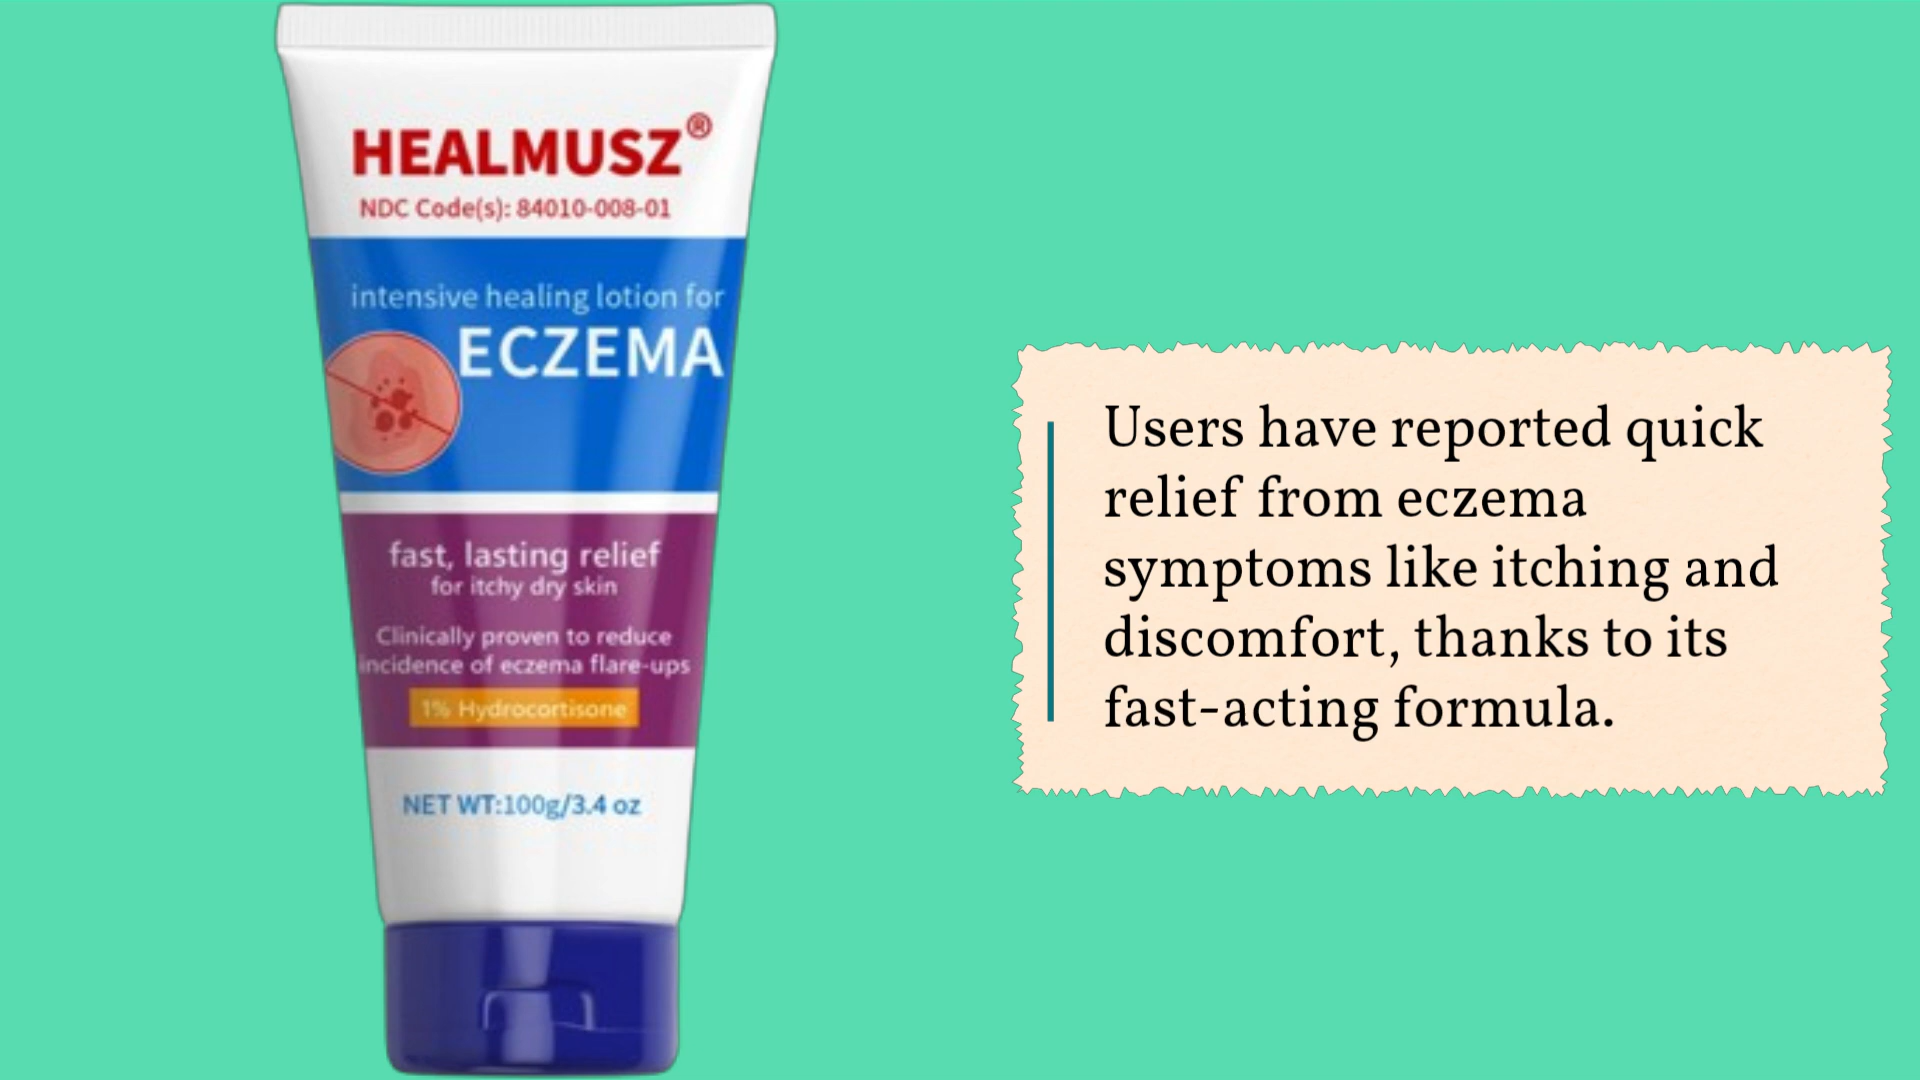 HEALMUSZ®
NDC Code(s): 84010-008-01
intensive healing lotion for
ECZEMA
fast, lasting relief
for itchy dry skin
Clinically proven to reduce
incidence of eczema flare-ups
1% Hydrocortisone
NET WT:100g/3.4 oz
Users have reported quick
relief from eczema
symptoms like itching and
discomfort, thanks to its
fast-acting formula.